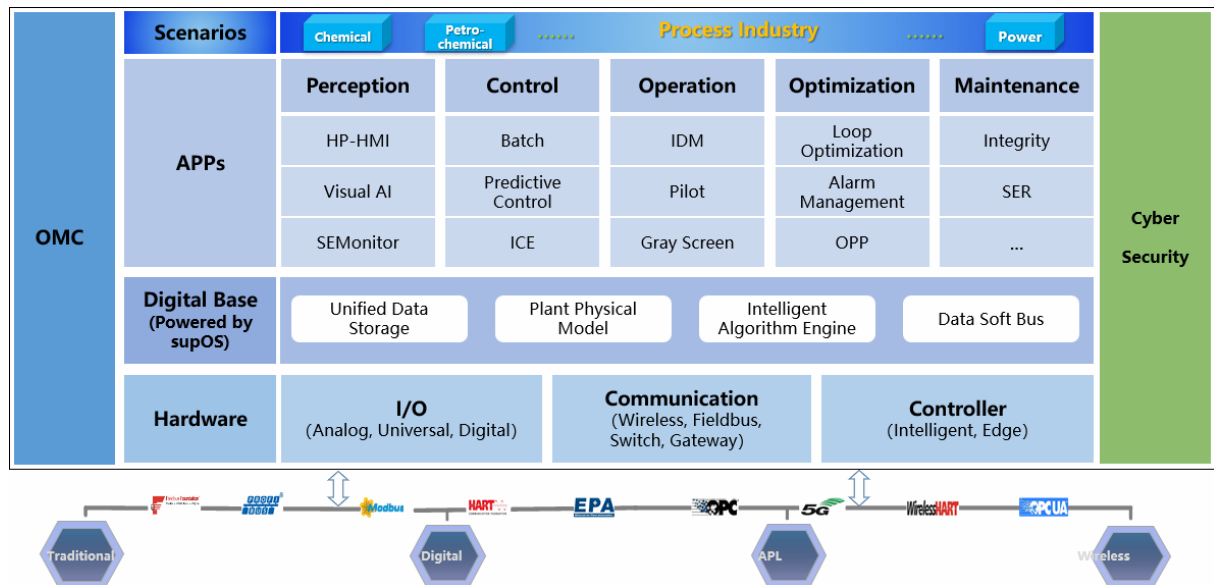 OMC
Scenarios
Chemical
Petro-
chemical
......
Process Industry
......
Power
APPs
Perception
Control
Operation
Optimization
Maintenance
HP-HMI
Batch
IDM
Loop
Optimization
Integrity
Visual AI
Predictive
Control
Pilot
Alarm
Management
SER
SEMonitor
ICE
Gray Screen
OPP
...
Digital Base
(Powered by
supOS)
Unified Data
Storage
Plant Physical
Model
Intelligent
Algorithm Engine
Data Soft Bus
Hardware
I/O
(Analog, Universal, Digital)
Communication
(Wireless, Fieldbus,
Switch, Gateway)
Controller
(Intelligent, Edge)
Cyber
Security
Modbus
HART
EPA
OPC
5G
WirelessHART
OPC UA
Traditional
Digital
APL
Wireless